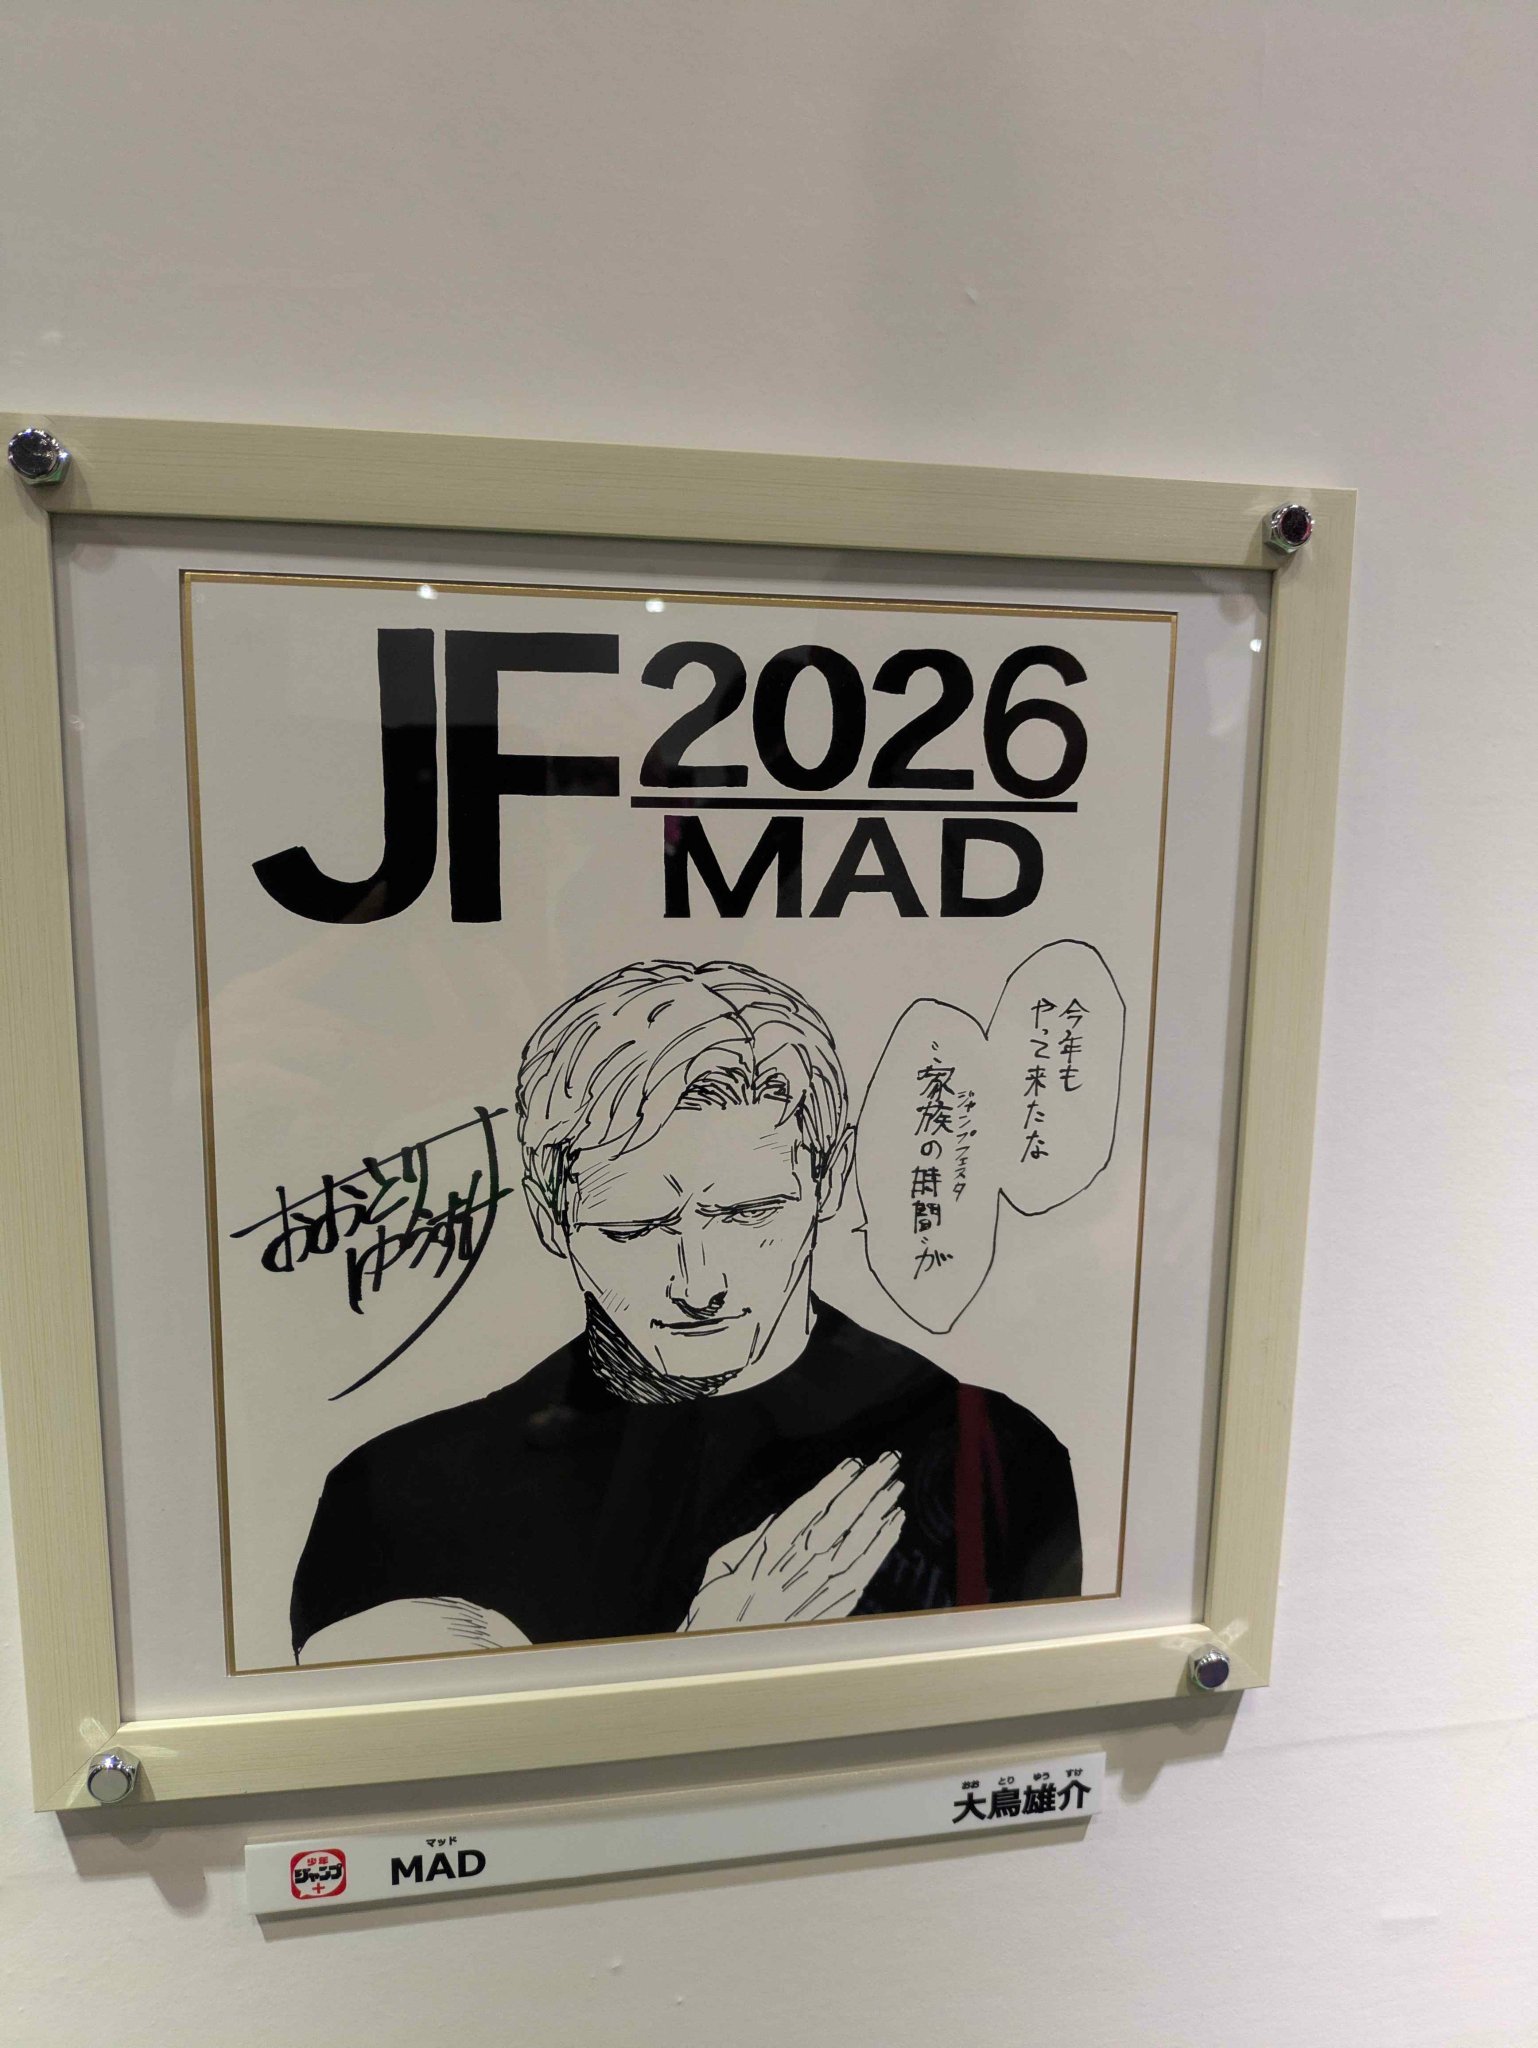 JF 2026
MAD
今年も
やって来たな
〝家族の時間〟が
ジャンプフェスタ
おおとり
ゆうすけ
少年
ジャンプ
+
マッド
MAD
おお とり ゆう すけ
大鳥雄介